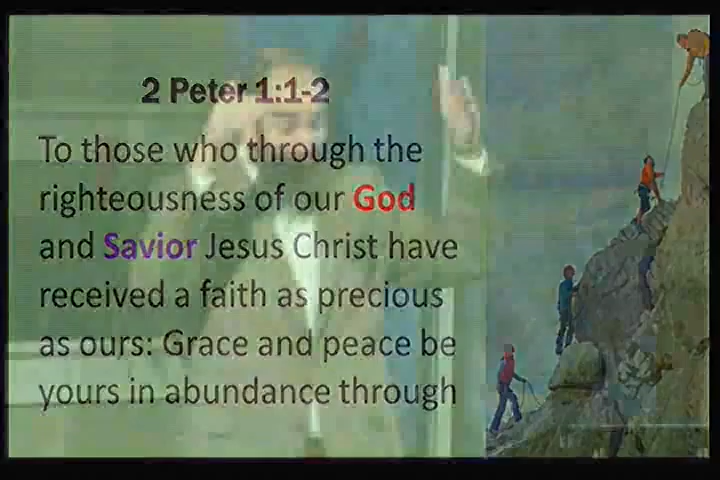 2 Peter 1:1-2
To those who through the
righteousness of our God
and Savior Jesus Christ have
received a faith as precious
as ours: Grace and peace be
yours in abundance through